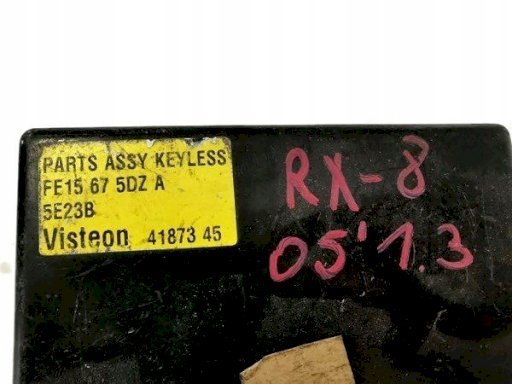 PARTS ASSY KEYLESS
FE15 67 5DZ A
5E23B
Visteon 41873 45
RX-8
05'1.3